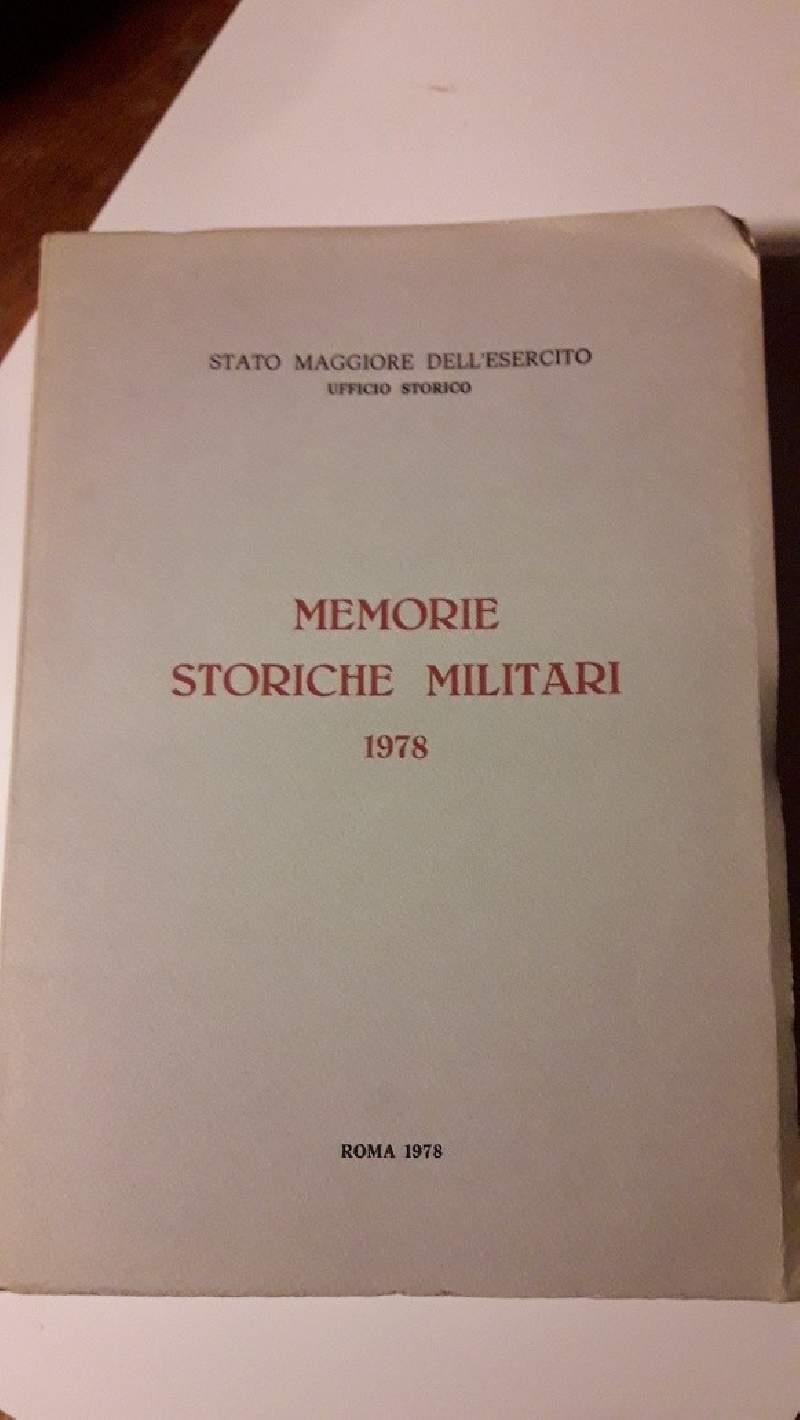 STATO MAGGIORE DELL'ESERCITO
UFFICIO STORICO
MEMORIE
STORICHE MILITARI
1978
ROMA 1978